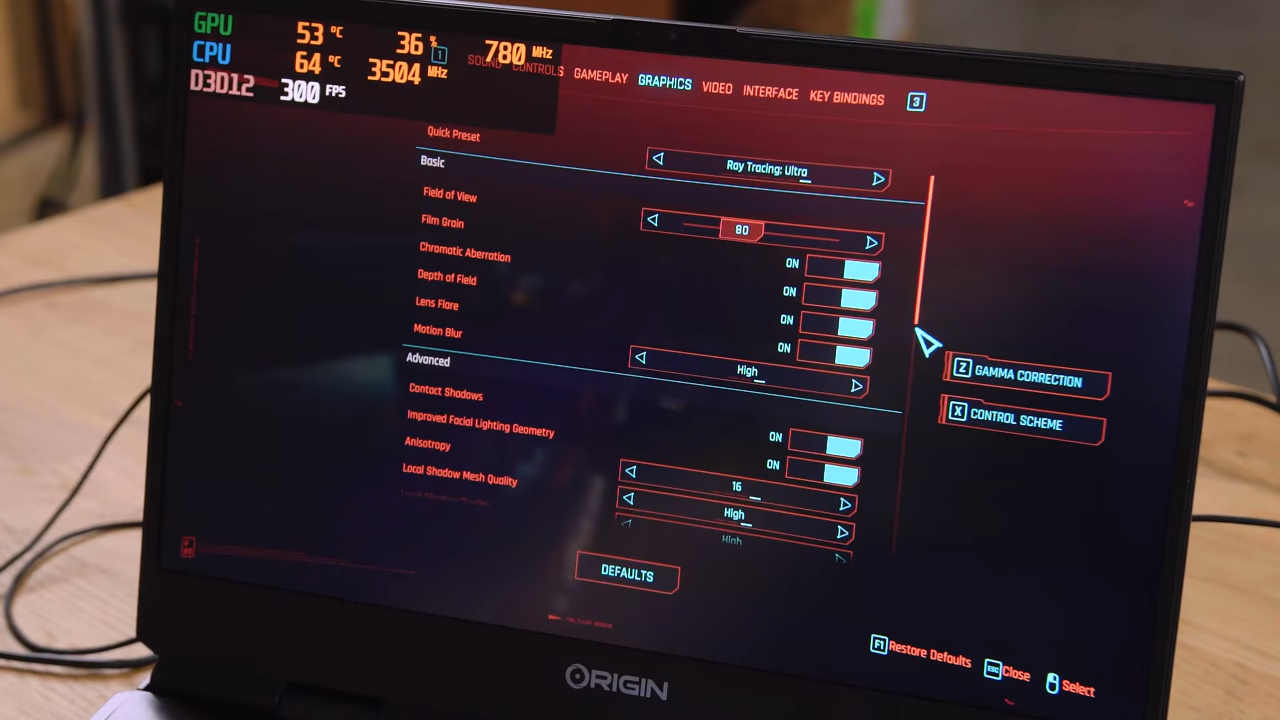 GPU 53 °C 36 % 780 MHz
CPU 64 °C 3504 MHz
D3D12 300 FPS
1 SOUND CONTROLS GAMEPLAY GRAPHICS VIDEO INTERFACE KEY BINDINGS 3
Quick Preset Ray Tracing: Ultra
Basic
Field of View 80
Film Grain ON
Chromatic Aberration ON
Depth of Field ON
Lens Flare ON
Motion Blur High
Advanced
Contact Shadows ON
Improved Facial Lighting Geometry ON
Anisotropy 16
Local Shadow Mesh Quality High
Local Shadow Quality High
Z GAMMA CORRECTION
X CONTROL SCHEME
DEFAULTS
F1 Restore Defaults ESC Close Select
ORIGIN